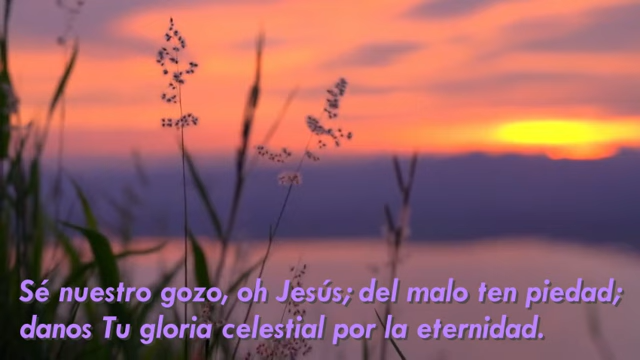 Sé nuestro gozo, oh Jesús; del malo ten piedad;
danos Tu gloria celestial por la eternidad.